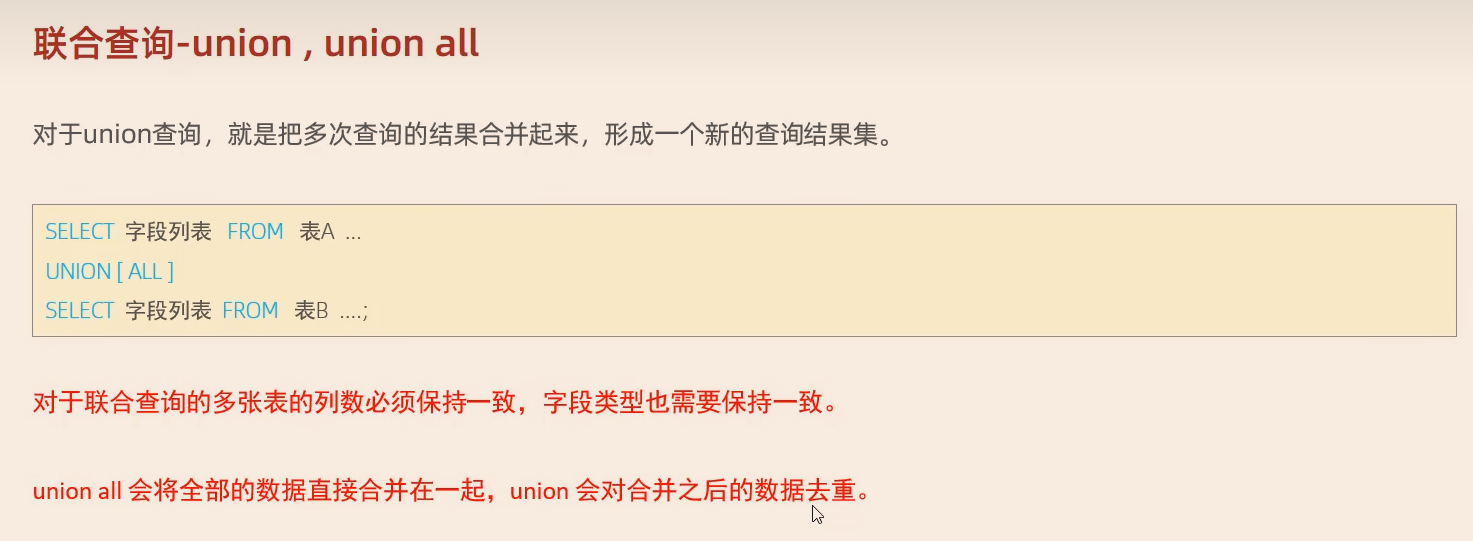 联合查询-union , union all
对于union查询，就是把多次查询的结果合并起来，形成一个新的查询结果集。
SELECT 字段列表 FROM 表A ...
UNION [ ALL ]
SELECT 字段列表 FROM 表B ....;
对于联合查询的多张表的列数必须保持一致，字段类型也需要保持一致。
union all 会将全部的数据直接合并在一起，union 会对合并之后的数据去重。